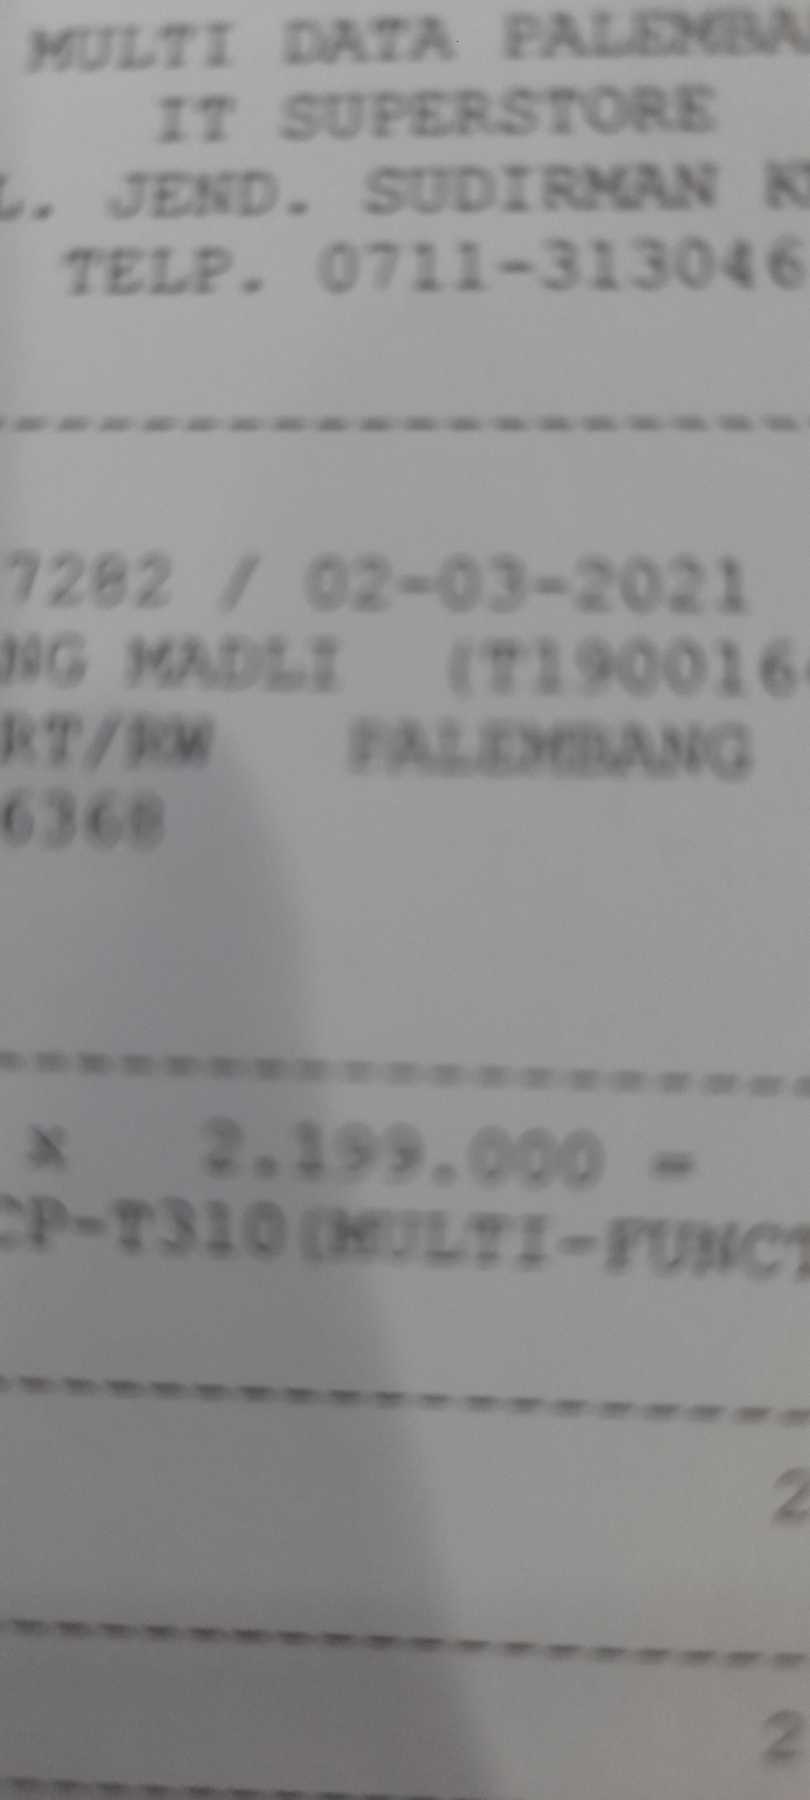 MULTI DATA PALEMBA
IT SUPERSTORE
L. JEND. SUDIRMAN K
TELP. 0711-313046
--------------------
7282 / 02-03-2021
NG MADLI (T190016
RT/RW PALEMBANG
6368
--------------------
X 2.199.000 =
CP-T310(MULTI-FUNCT
--------------------
2
--------------------
2
--------------------